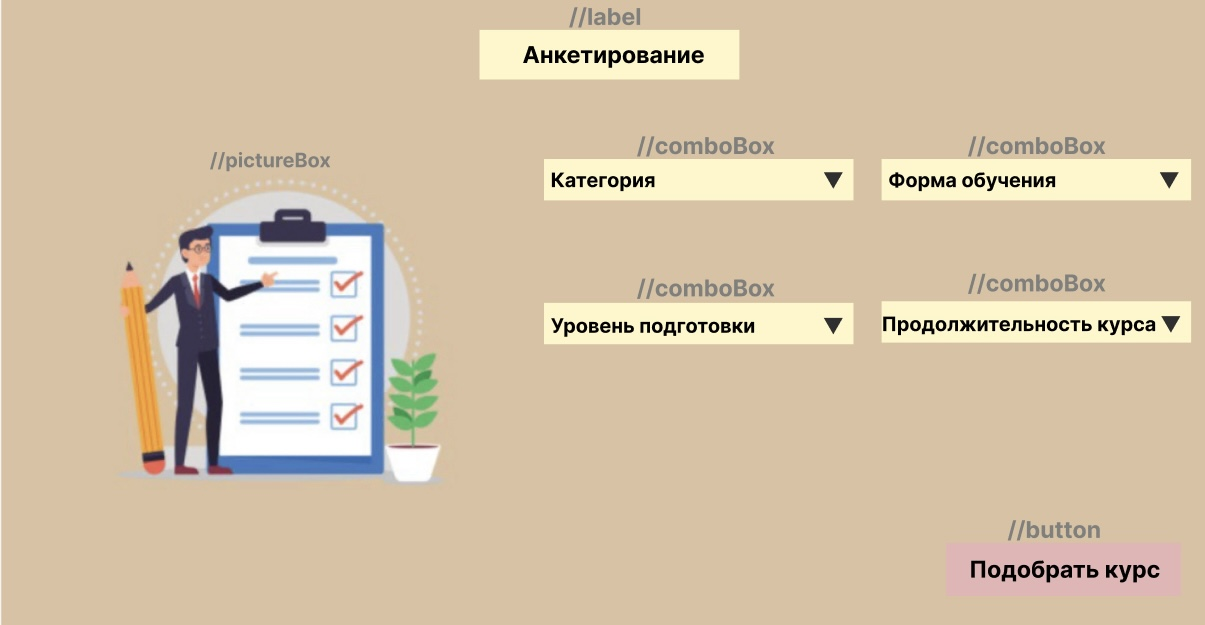 //label
Анкетирование
//pictureBox
//comboBox
Категория
//comboBox
Форма обучения
//comboBox
Уровень подготовки
//comboBox
Продолжительность курса
//button
Подобрать курс